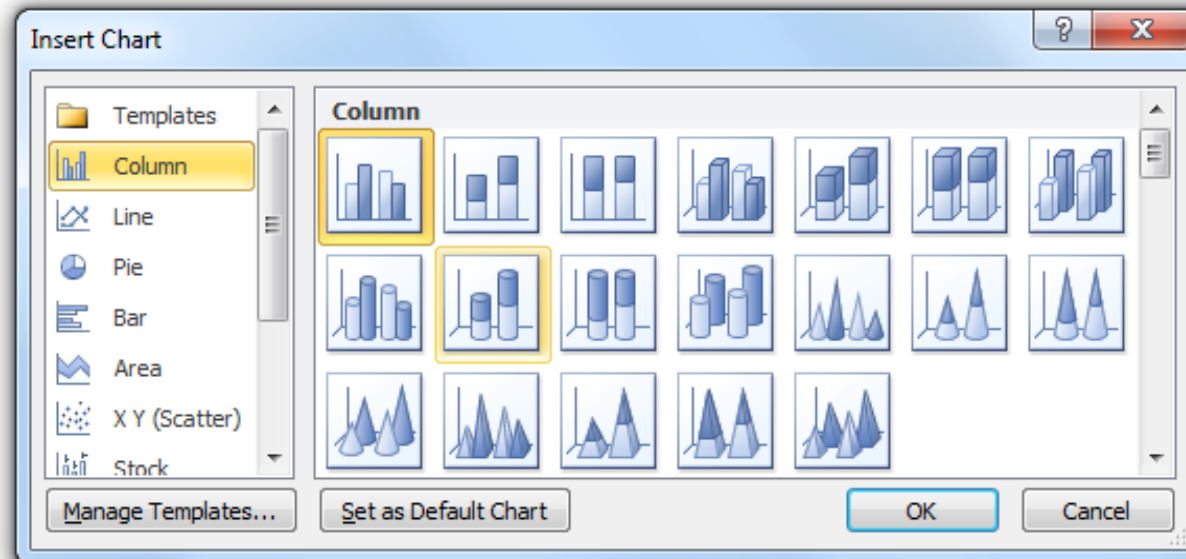 Insert Chart
Templates
Column
Line
Pie
Bar
Area
X Y (Scatter)
Stock
Column
Manage Templates...
Set as Default Chart
OK
Cancel